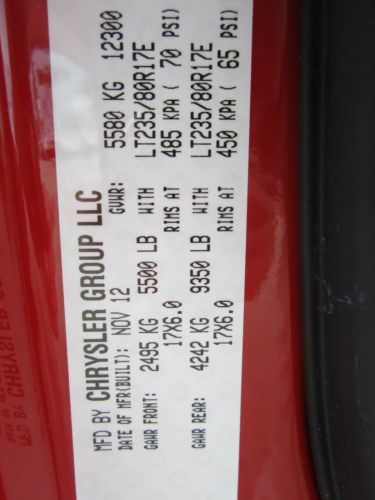 MFD BY CHRYSLER GROUP LLC
DATE OF MFR(BUILT): NOV 12 GVWR: 5580 KG 12300
GAWR FRONT: 2495 KG 5500 LB WITH LT235/80R17E
17X6.0 RIMS AT 485 KPA ( 70 PSI)
GAWR REAR: 4242 KG 9350 LB WITH LT235/80R17E
17X6.0 RIMS AT 450 KPA ( 65 PSI)